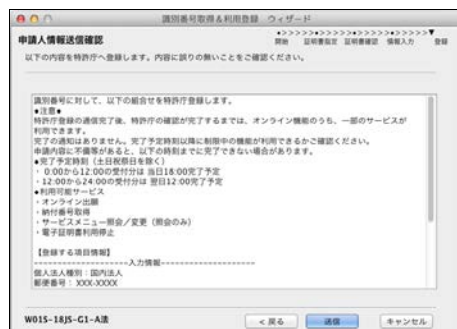 識別番号取得&利用登録 ウィザード
申請人情報送信確認
•>>>>>•>>>>>•>>>>>•>>>>>▼
開始 証明書指定 証明書確認 情報入力 登録
以下の内容を特許庁へ登録します。内容に誤りの無いことをご確認ください。
識別番号に対して、以下の組合せを特許庁登録します。
◆注意◆
特許庁登録の送信完了後、特許庁の確認が完了するまでは、オンライン機能のうち、一部のサービスが
利用できます。
完了の通知はありません。完了予定時刻以降に制限中の機能が利用できるかご確認ください。
申請内容に不備等があると、以下の時刻までに完了できない場合があります。
◆完了予定時刻（土日祝祭日を除く）
・ 0:00から12:00の受付分は 当日18:00完了予定
・12:00から24:00の受付分は 翌日12:00完了予定
◆利用可能サービス
・オンライン出願
・納付番号取得
・サービスメニュー照会／変更（照会のみ）
・電子証明書利用停止
【登録する項目情報】
--------------------入力情報--------------------
個人法人種別：国内法人
郵便番号： XXX-XXXX
W01S-18JS-G1-A法
< 戻る
送信
キャンセル